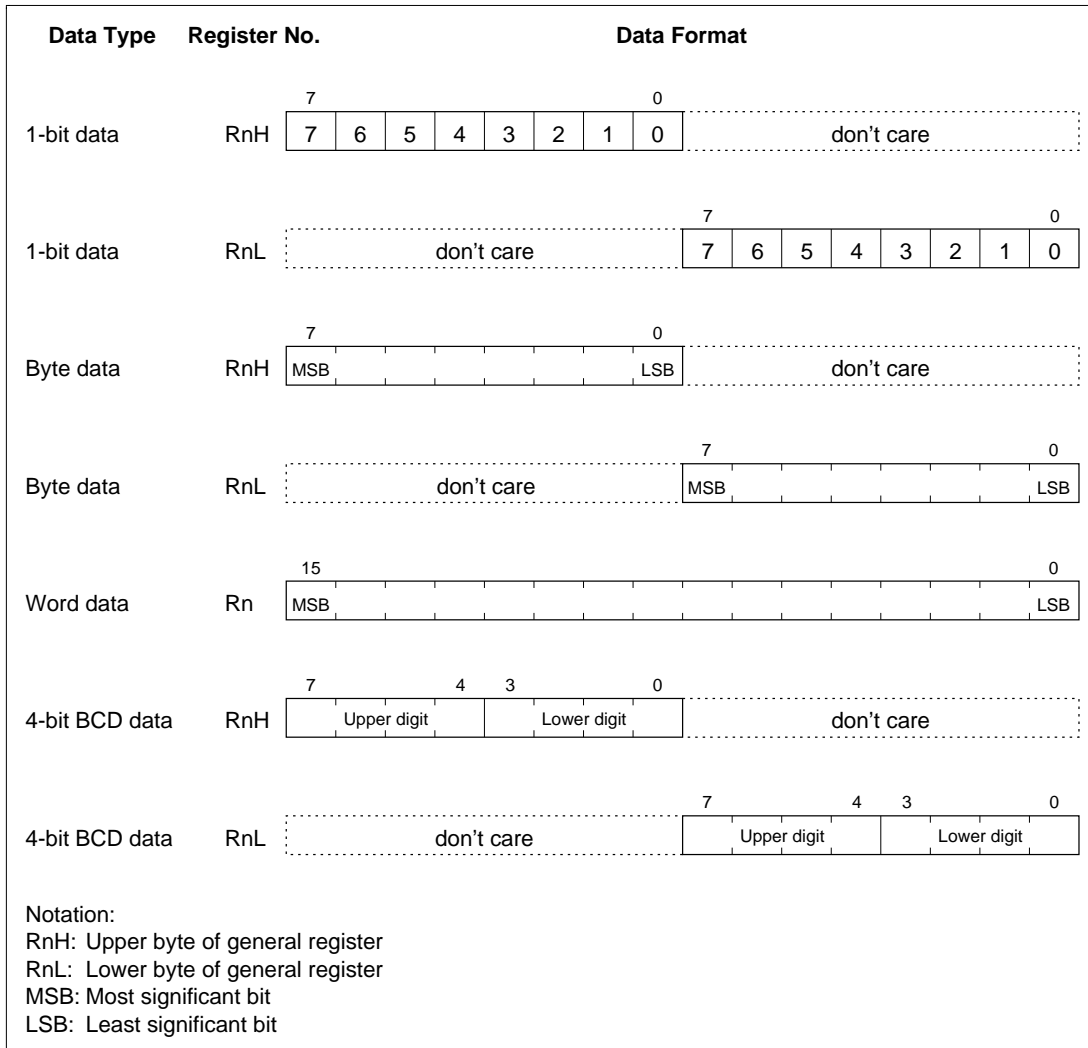 Data Type Register No. Data Format
7 0
1-bit data RnH 7 6 5 4 3 2 1 0 don't care
7 0
1-bit data RnL don't care 7 6 5 4 3 2 1 0
7 0
Byte data RnH MSB LSB don't care
7 0
Byte data RnL don't care MSB LSB
15 0
Word data Rn MSB LSB
7 4 3 0
4-bit BCD data RnH Upper digit Lower digit don't care
7 4 3 0
4-bit BCD data RnL don't care Upper digit Lower digit
Notation:
RnH: Upper byte of general register
RnL: Lower byte of general register
MSB: Most significant bit
LSB: Least significant bit